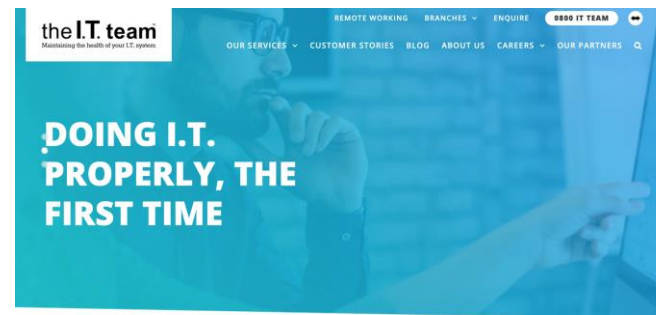 the I.T. team
Maintaining the health of your I.T. system
REMOTE WORKING BRANCHES ENQUIRE 0800 IT TEAM
OUR SERVICES CUSTOMER STORIES BLOG ABOUT US CAREERS OUR PARTNERS
DOING I.T.
PROPERLY, THE
FIRST TIME